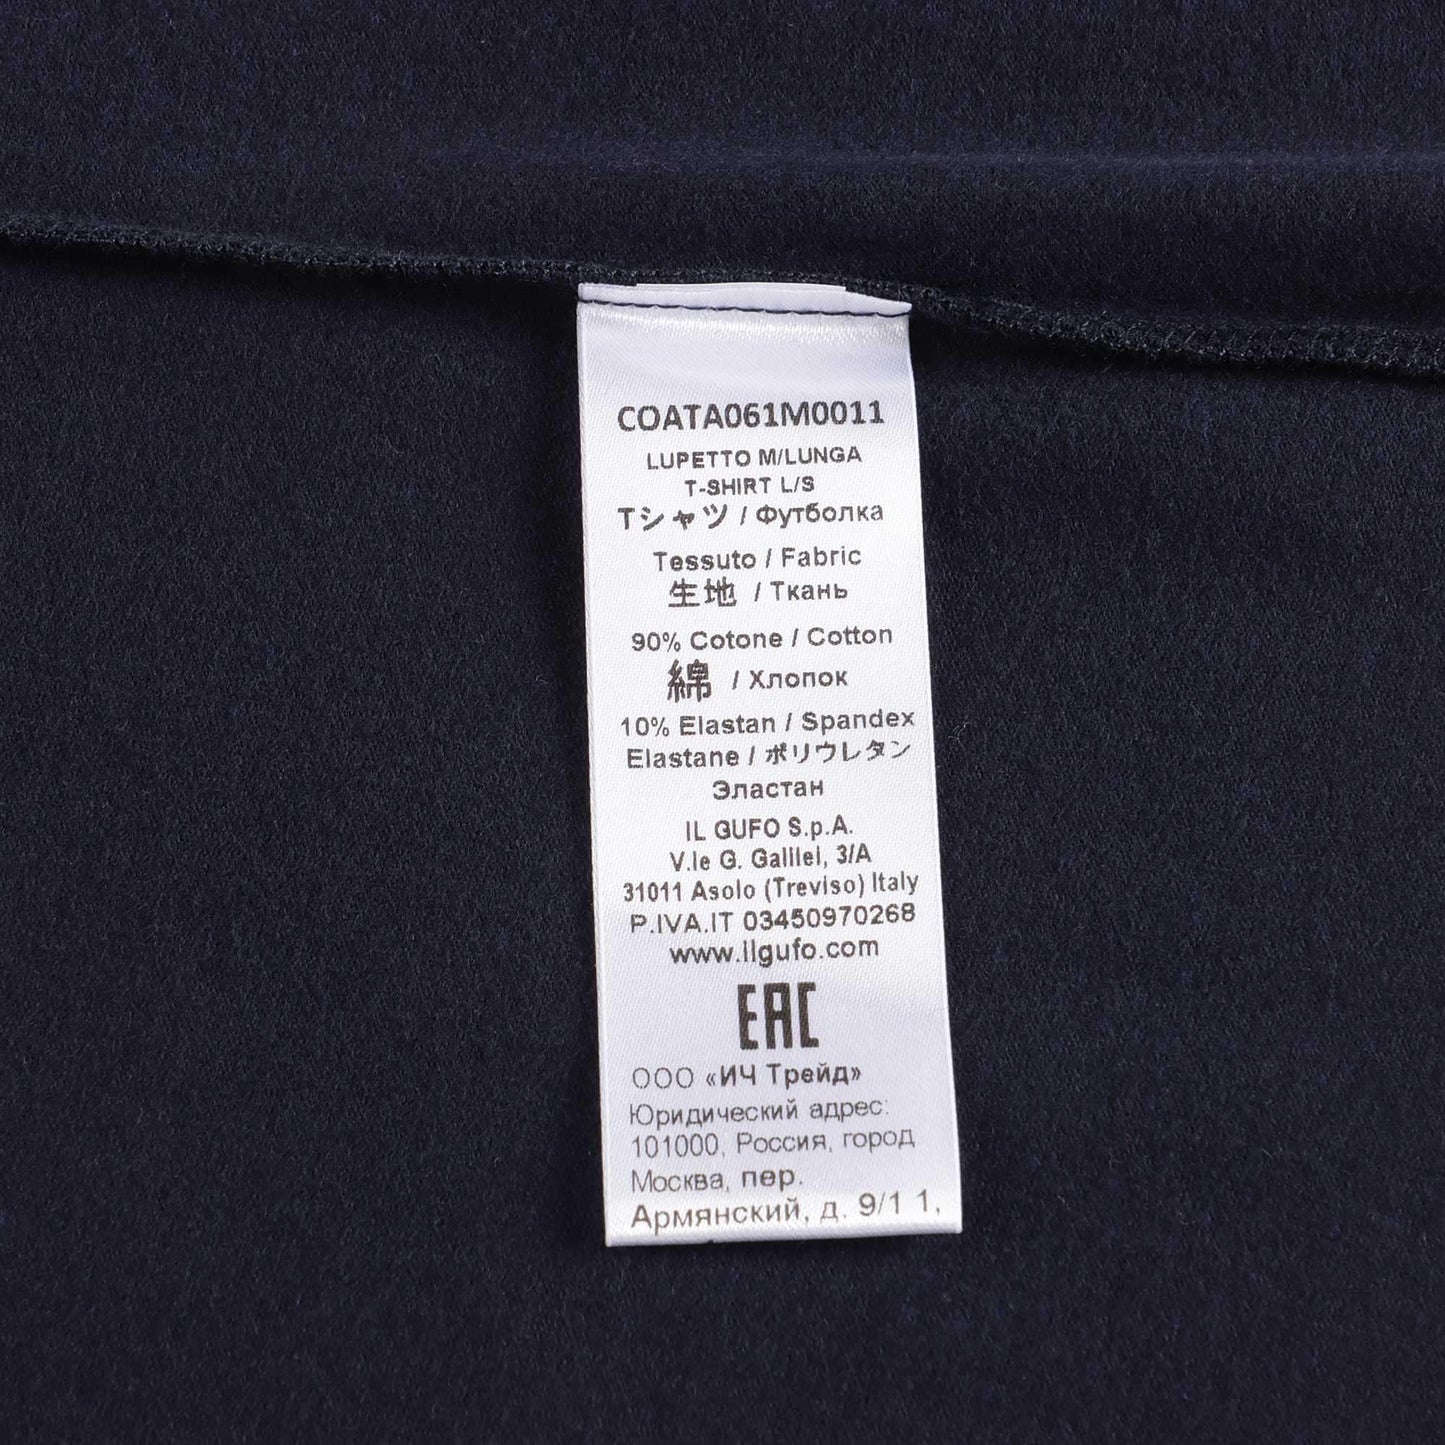 COATA061M0011
LUPETTO M/LUNGA
T-SHIRT L/S
Tシャツ / Футболка
Tessuto / Fabric
生地 / Ткань
90% Cotone / Cotton
綿 / Хлопок
10% Elastan / Spandex
Elastane / ポリウレタン
Эластан
IL GUFO S.p.A.
V.le G. Galilei, 3/A
31011 Asolo (Treviso) Italy
P.IVA.IT 03450970268
www.ilgufo.com
EAC
ООО «ИЧ Трейд»
Юридический адрес:
101000, Россия, город
Москва, пер.
Армянский, д. 9/1 1,